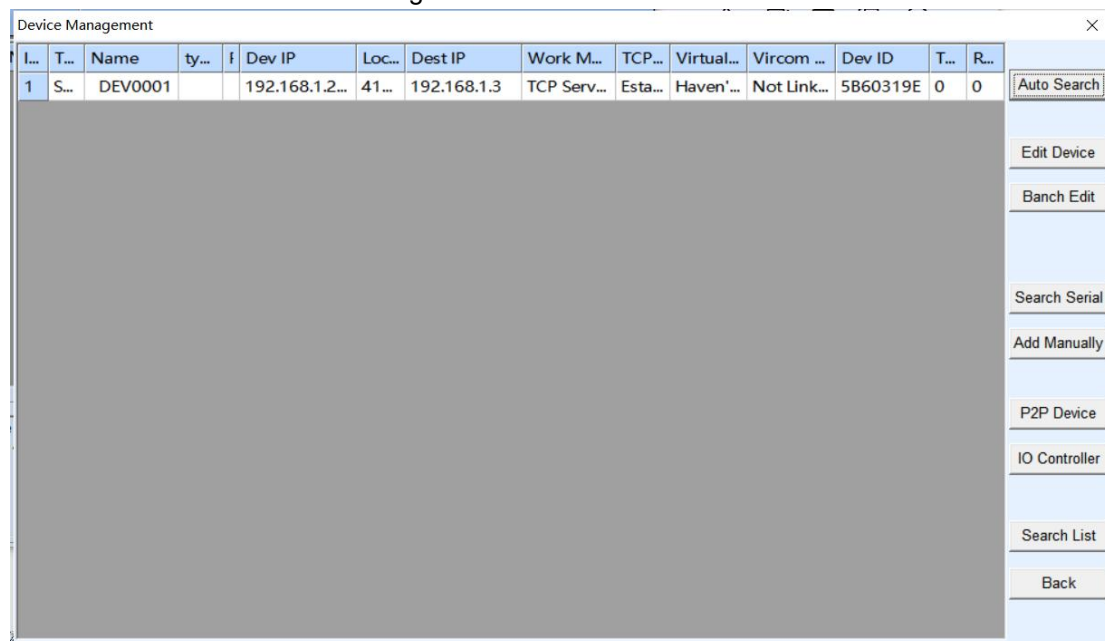 Device Management
I... T... Name ty... F Dev IP Loc... Dest IP Work M... TCP... Virtual... Vircom ... Dev ID T... R...
1 S... DEV0001 192.168.1.2... 41... 192.168.1.3 TCP Serv... Esta... Haven'... Not Link... 5B60319E 0 0
Auto Search
Edit Device
Banch Edit
Search Serial
Add Manually
P2P Device
IO Controller
Search List
Back